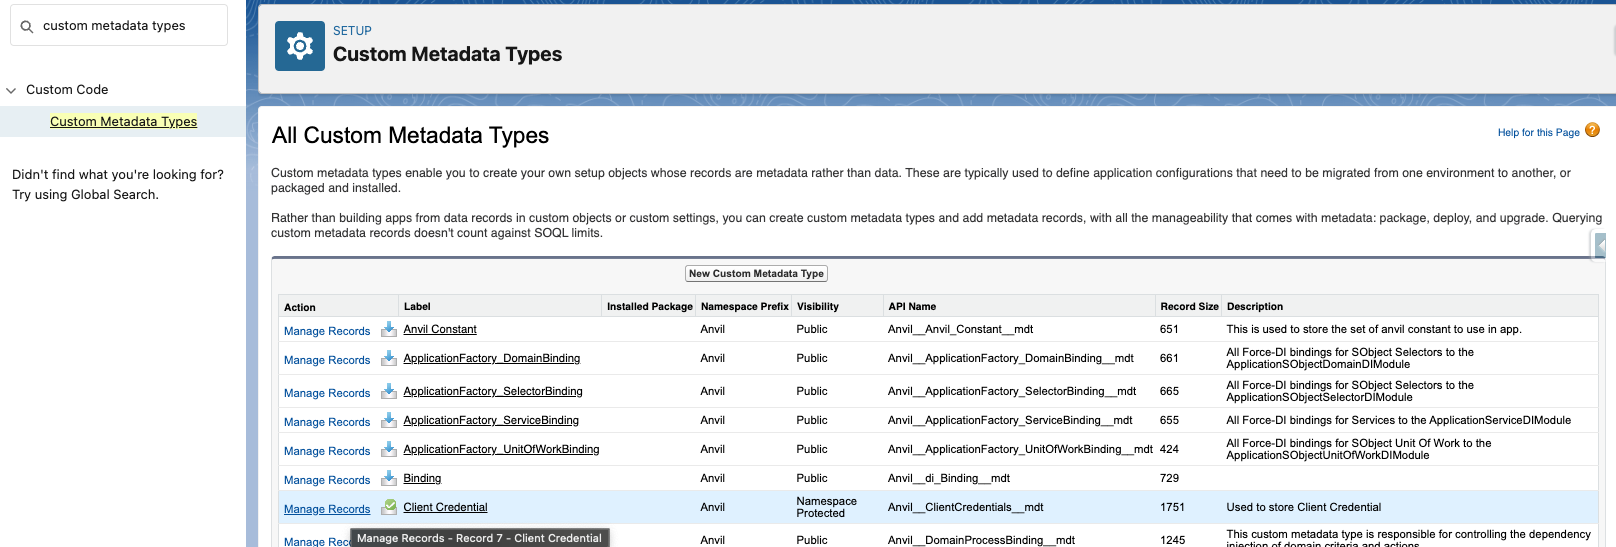 custom metadata types
Custom Code
Custom Metadata Types
Didn't find what you're looking for?
Try using Global Search.
SETUP
Custom Metadata Types
All Custom Metadata Types
Help for this Page ?
Custom metadata types enable you to create your own setup objects whose records are metadata rather than data. These are typically used to define application configurations that need to be migrated from one environment to another, or
packaged and installed.
Rather than building apps from data records in custom objects or custom settings, you can create custom metadata types and add metadata records, with all the manageability that comes with metadata: package, deploy, and upgrade. Querying
custom metadata records doesn't count against SOQL limits.
New Custom Metadata Type
Action Label Installed Package Namespace Prefix Visibility API Name Record Size Description
Manage Records Anvil Constant Anvil Public Anvil__Anvil_Constant__mdt 651 This is used to store the set of anvil constant to use in app.
Manage Records ApplicationFactory_DomainBinding Anvil Public Anvil__ApplicationFactory_DomainBinding__mdt 661 All Force-DI bindings for SObject Selectors to the
ApplicationSObjectDomainDIModule
Manage Records ApplicationFactory_SelectorBinding Anvil Public Anvil__ApplicationFactory_SelectorBinding__mdt 665 All Force-DI bindings for SObject Selectors to the
ApplicationSObjectSelectorDIModule
Manage Records ApplicationFactory_ServiceBinding Anvil Public Anvil__ApplicationFactory_ServiceBinding__mdt 655 All Force-DI bindings for Services to the ApplicationServiceDIModule
Manage Records ApplicationFactory_UnitOfWorkBinding Anvil Public Anvil__ApplicationFactory_UnitOfWorkBinding__mdt 424 All Force-DI bindings for SObject Unit Of Work to the
ApplicationSObjectUnitOfWorkDIModule
Manage Records Binding Anvil Public Anvil__di_Binding__mdt 729
Manage Records Client Credential Anvil Namespace Protected Anvil__ClientCredentials__mdt 1751 Used to store Client Credential
Manage Rec Anvil Public Anvil__DomainProcessBinding__mdt 1245 This custom metadata type is responsible for controlling the dependency
injection of domain criteria and actions
Manage Records - Record 7 - Client Credential